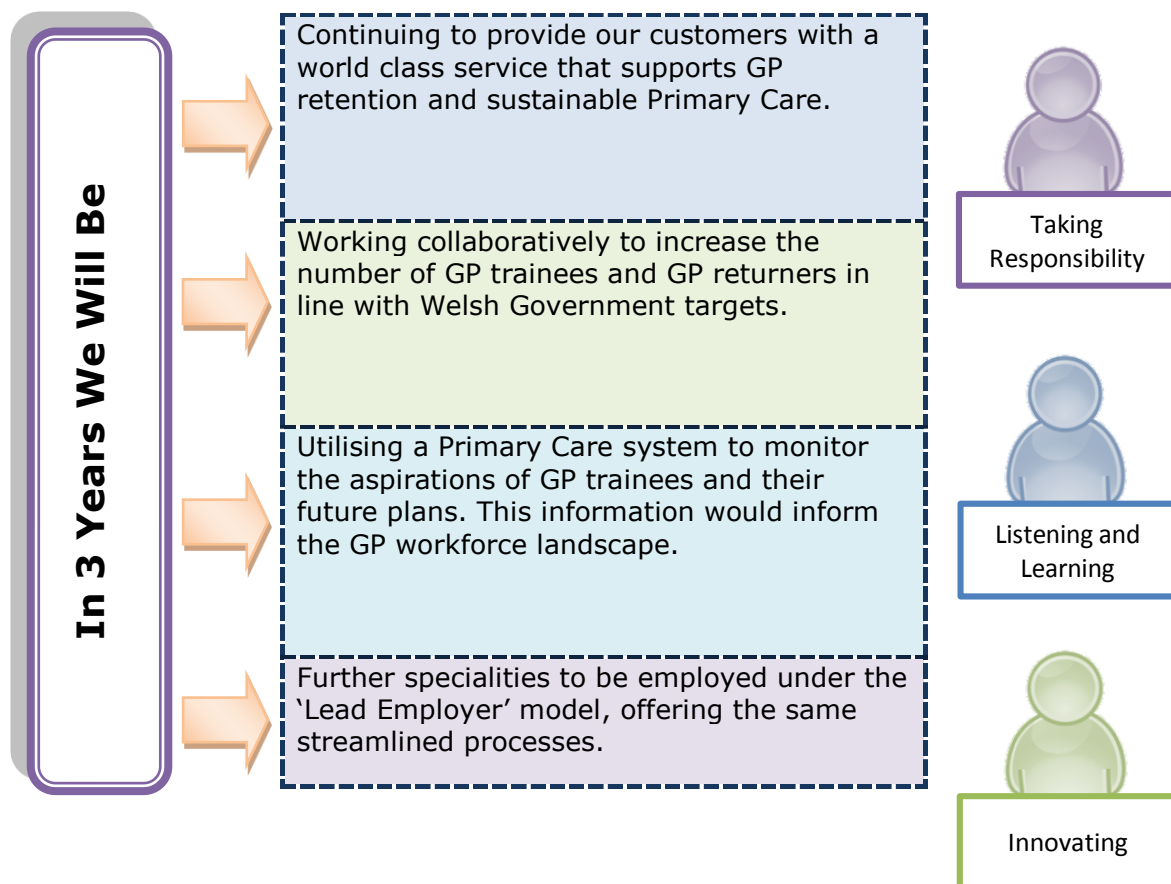 In 3 Years We Will Be
Continuing to provide our customers with a
world class service that supports GP
retention and sustainable Primary Care.
Working collaboratively to increase the
number of GP trainees and GP returners in
line with Welsh Government targets.
Utilising a Primary Care system to monitor
the aspirations of GP trainees and their
future plans. This information would inform
the GP workforce landscape.
Further specialities to be employed under the
‘Lead Employer’ model, offering the same
streamlined processes.
Taking
Responsibility
Listening and
Learning
Innovating